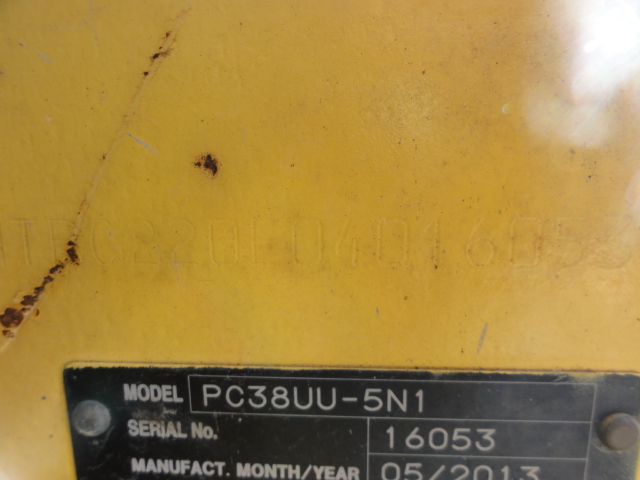 MODEL PC38UU-5N1
SERIAL No. 16053
MANUFACT. MONTH/YEAR 05/2013